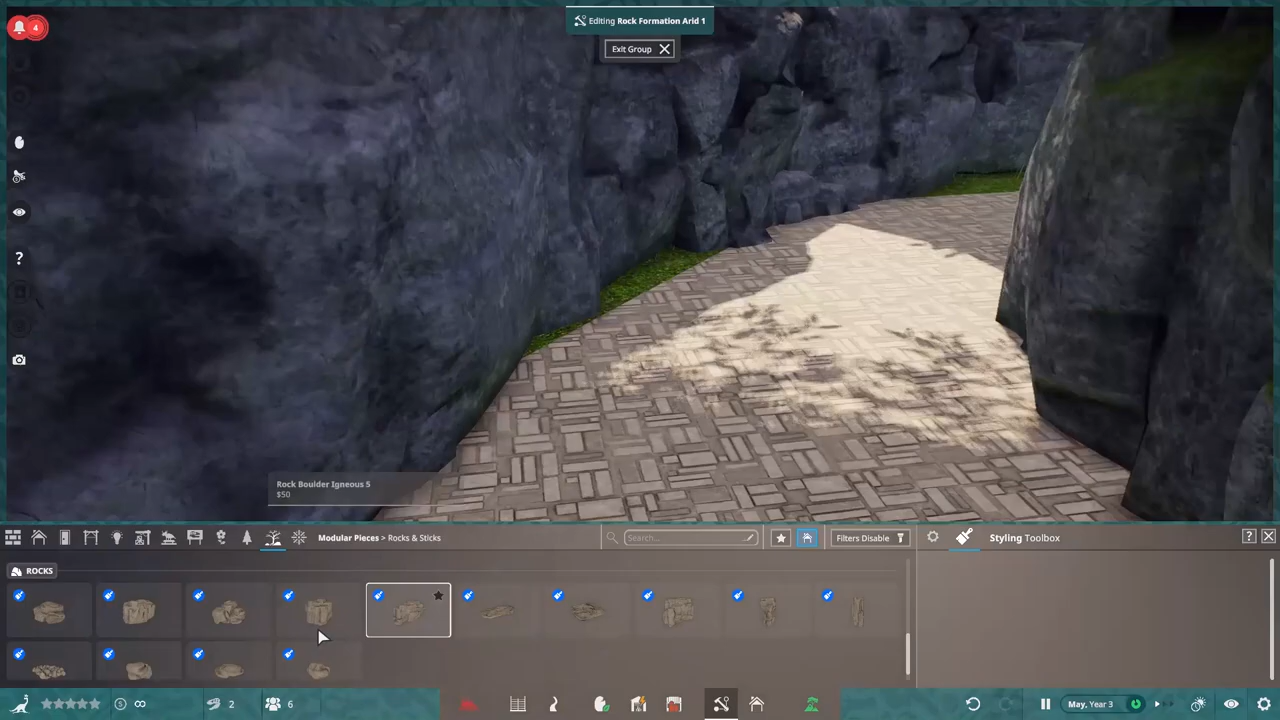 4
Editing Rock Formation Arid 1
Exit Group
?
Rock Boulder Igneous 5
$50
Modular Pieces > Rocks & Sticks
Search...
Filters Disable
Styling Toolbox
?
ROCKS
2
6
May, Year 3